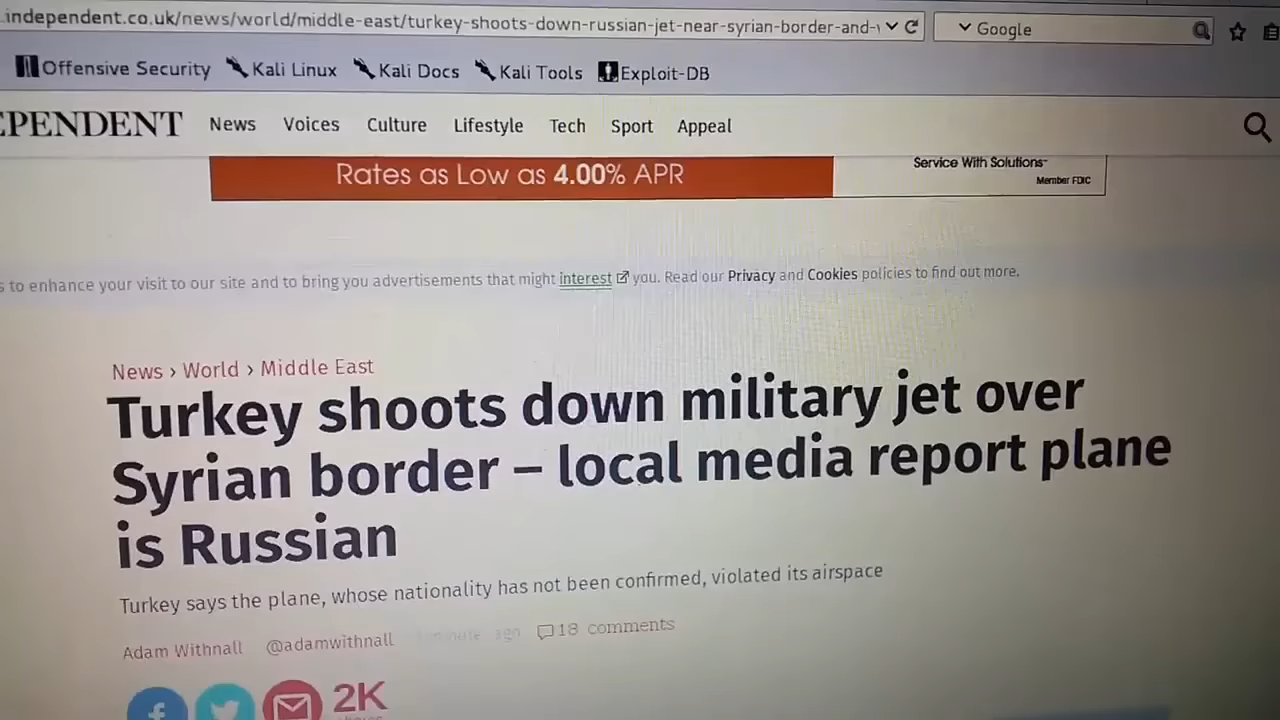 independent.co.uk/news/world/middle-east/turkey-shoots-down-russian-jet-near-syrian-border-and- Google
Offensive Security Kali Linux Kali Docs Kali Tools Exploit-DB
EPENDENT News Voices Culture Lifestyle Tech Sport Appeal
Rates as Low as 4.00% APR
Service With Solutions
Member FDIC
s to enhance your visit to our site and to bring you advertisements that might interest you. Read our Privacy and Cookies policies to find out more.
News › World › Middle East
Turkey shoots down military jet over
Syrian border – local media report plane
is Russian
Turkey says the plane, whose nationality has not been confirmed, violated its airspace
Adam Withnall @adamwithnall minute ago 18 comments
2K
shares